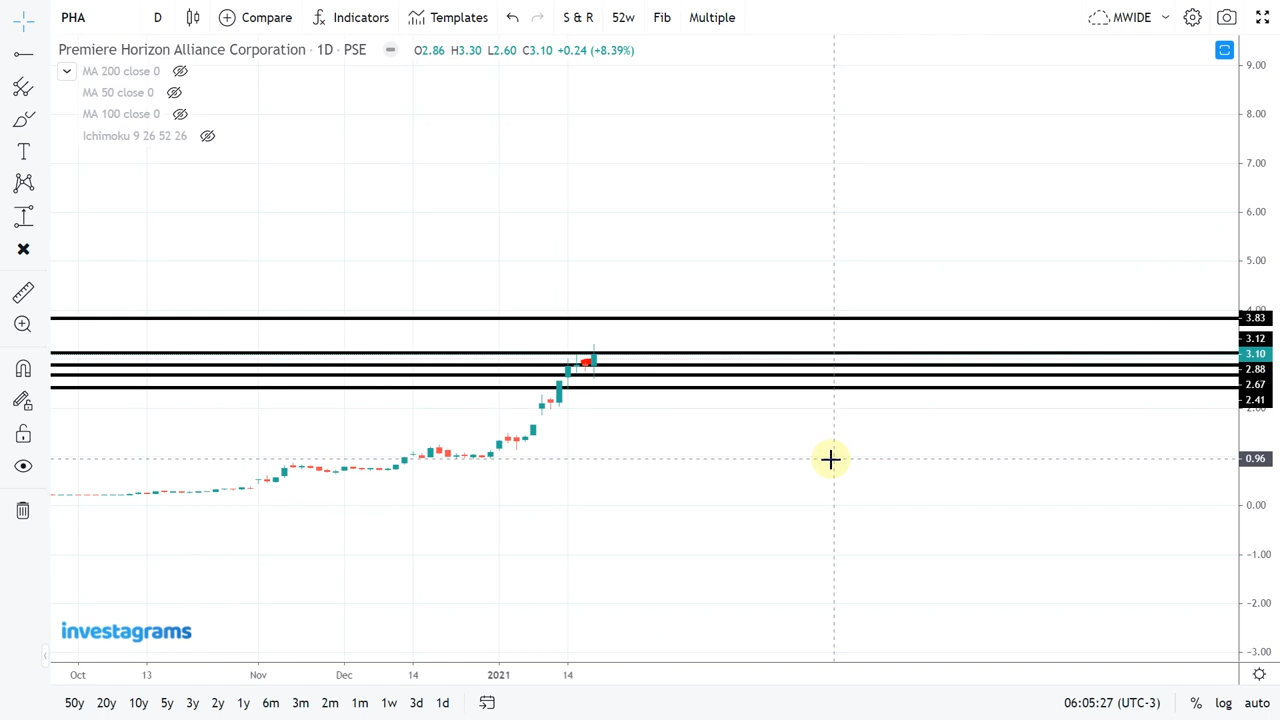 PHA D Compare Indicators Templates S & R 52w Fib Multiple MWIDE
Premiere Horizon Alliance Corporation · 1D · PSE O2.86 H3.30 L2.60 C3.10 +0.24 (+8.39%)
MA 200 close 0
MA 50 close 0
MA 100 close 0
Ichimoku 9 26 52 26
9.00
8.00
7.00
6.00
5.00
3.83
3.12
3.10
2.88
2.67
2.41
0.96
0.00
-1.00
-2.00
-3.00
investagrams
Oct 13 Nov Dec 14 2021 14
50y 20y 10y 5y 3y 2y 1y 6m 3m 2m 1m 1w 3d 1d 06:05:27 (UTC-3) % log auto